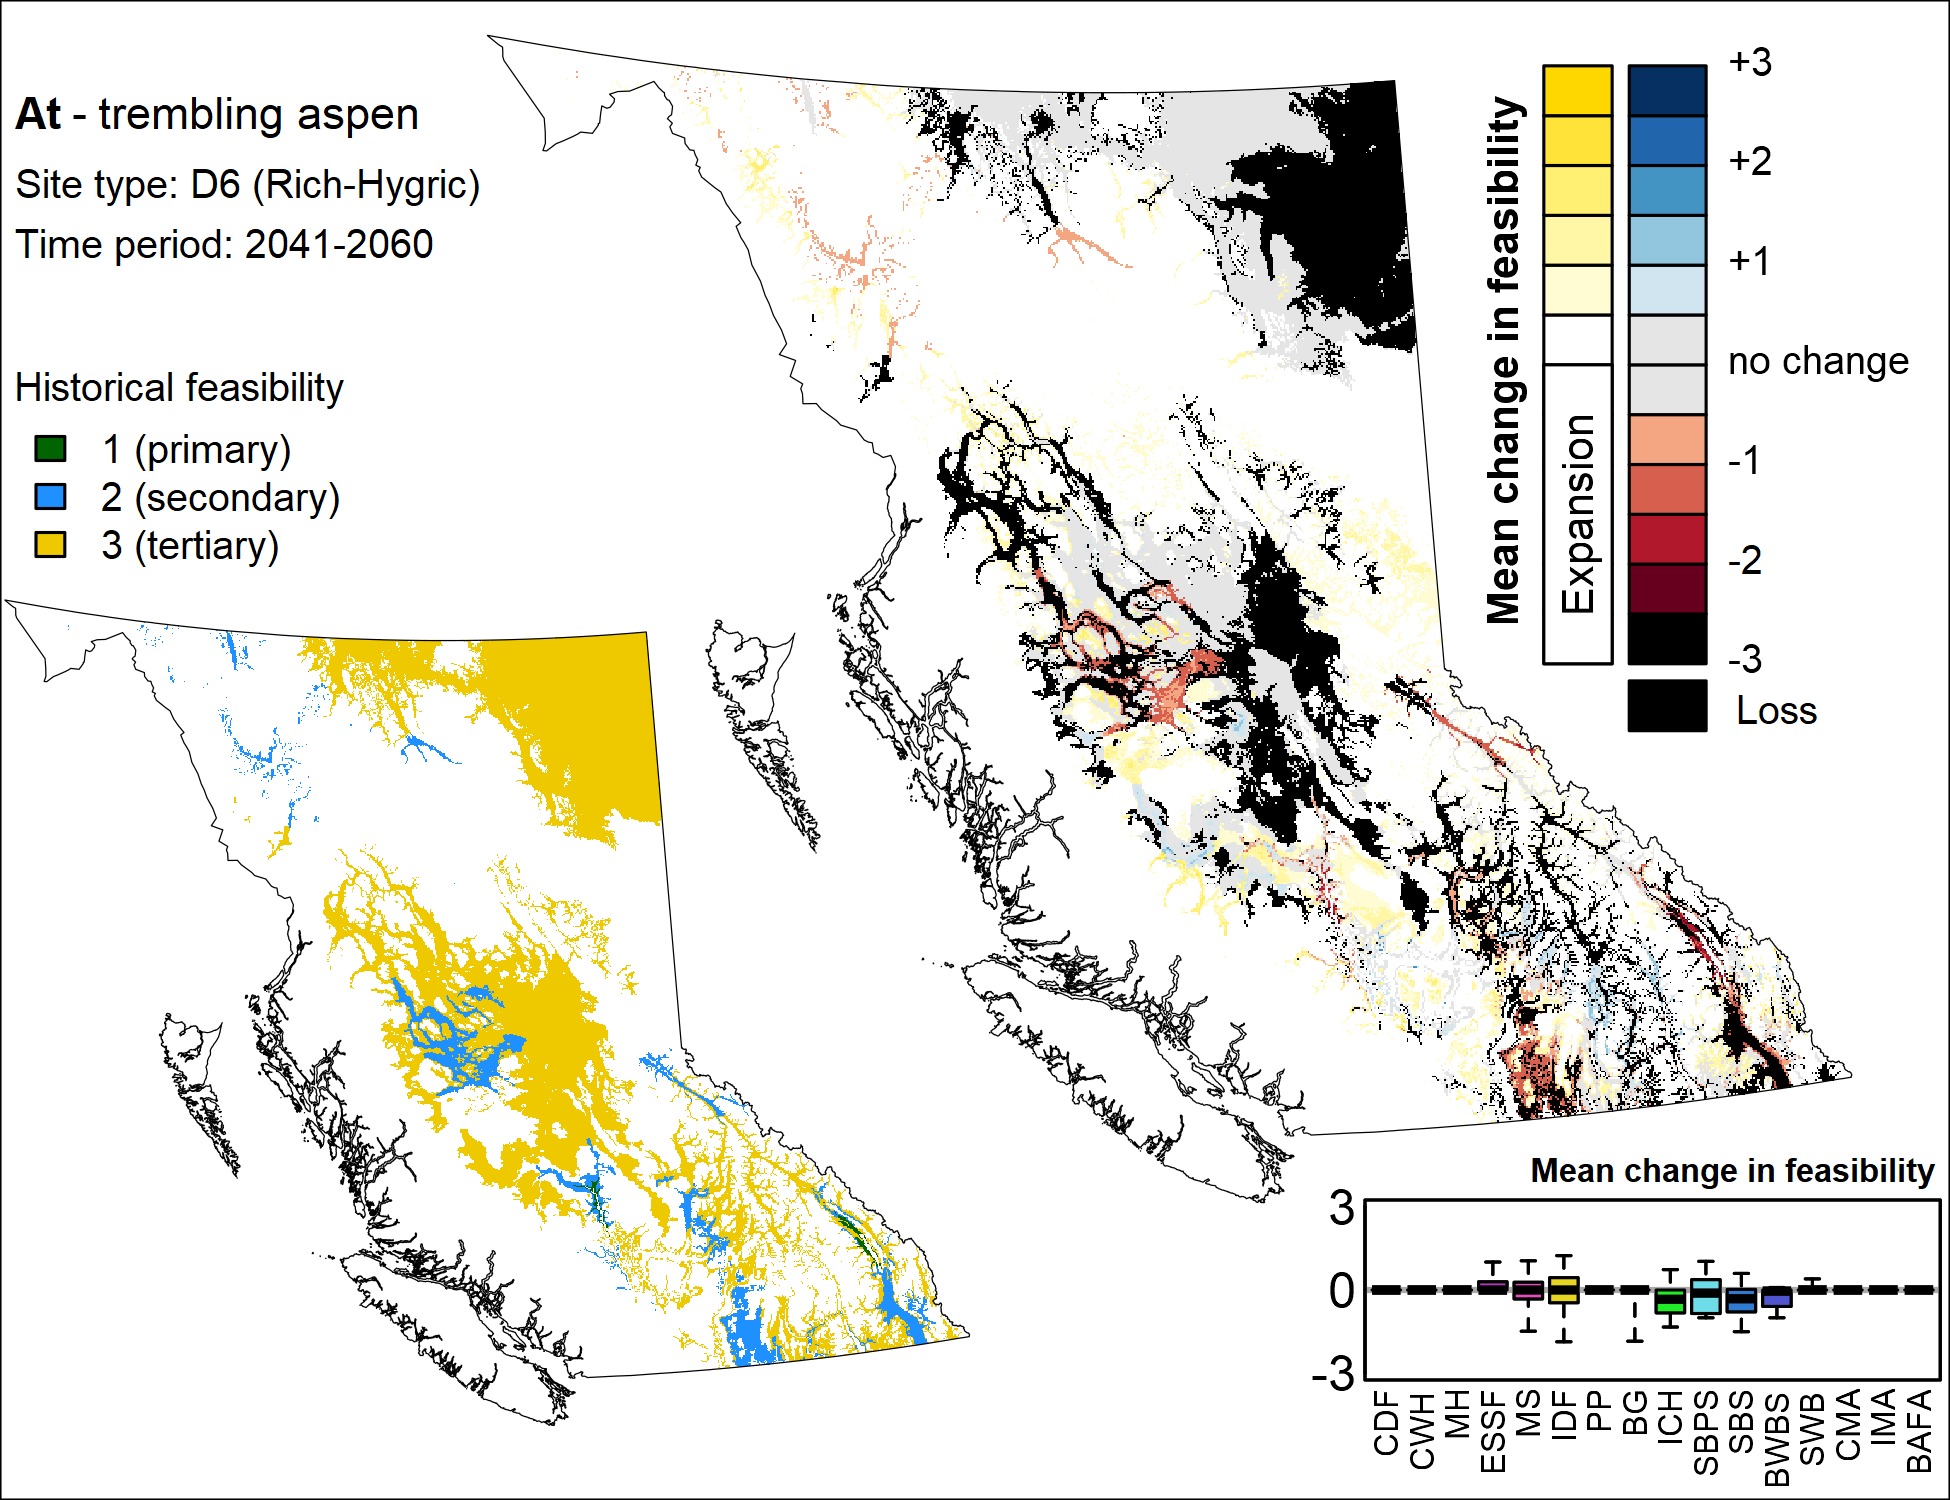 At - trembling aspen
Site type: D6 (Rich-Hygric)
Time period: 2041-2060
Historical feasibility
1 (primary)
2 (secondary)
3 (tertiary)
Mean change in feasibility
Expansion
+3
+2
+1
no change
-1
-2
-3
Loss
Mean change in feasibility
3
0
-3
CDF
CWH
MH
ESSF
MS
IDF
PP
BG
ICH
SBPS
SBS
BWBS
SWB
CMA
IMA
BAFA